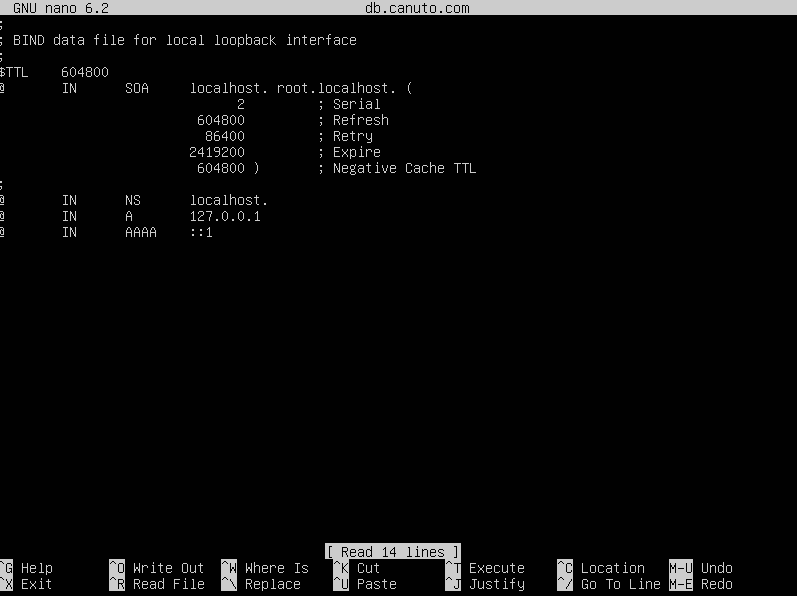 GNU nano 6.2 db.canuto.com
;
; BIND data file for local loopback interface
;
$TTL 604800
@ IN SOA localhost. root.localhost. (
2 ; Serial
604800 ; Refresh
86400 ; Retry
2419200 ; Expire
604800 ) ; Negative Cache TTL
;
@ IN NS localhost.
@ IN A 127.0.0.1
@ IN AAAA ::1
[ Read 14 lines ]
^G Help ^O Write Out ^W Where Is ^K Cut ^T Execute ^C Location M-U Undo
^X Exit ^R Read File ^\ Replace ^U Paste ^J Justify ^/ Go To Line M-E Redo